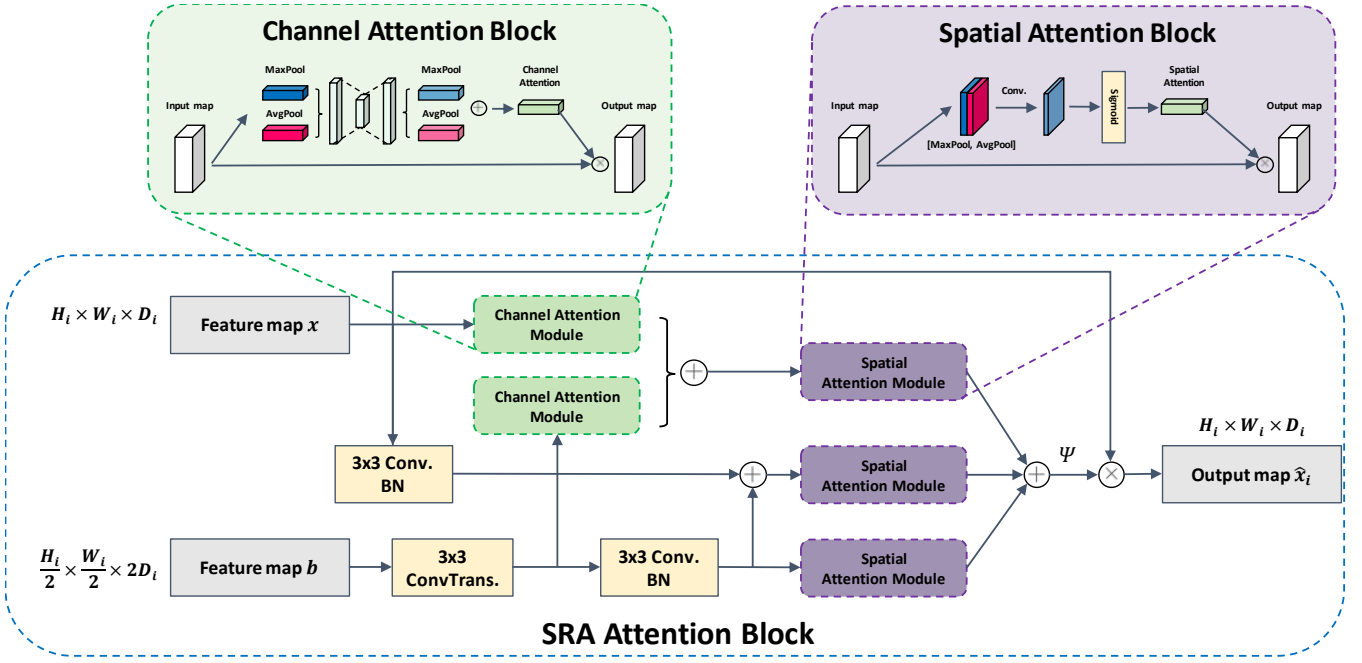 Channel Attention Block
MaxPool
MaxPool
Channel
Attention
Input map
Output map
AvgPool
AvgPool
Spatial Attention Block
Input map
Conv.
Sigmoid
Spatial
Attention
Output map
[MaxPool, AvgPool]
H_i × W_i × D_i
Feature map x
Channel Attention
Module
Channel Attention
Module
Spatial
Attention Module
3x3 Conv.
BN
Spatial
Attention Module
Ψ
H_i × W_i × D_i
Output map x̂_i
H_i/2 × W_i/2 × 2D_i
Feature map b
3x3
ConvTrans.
3x3 Conv.
BN
Spatial
Attention Module
SRA Attention Block